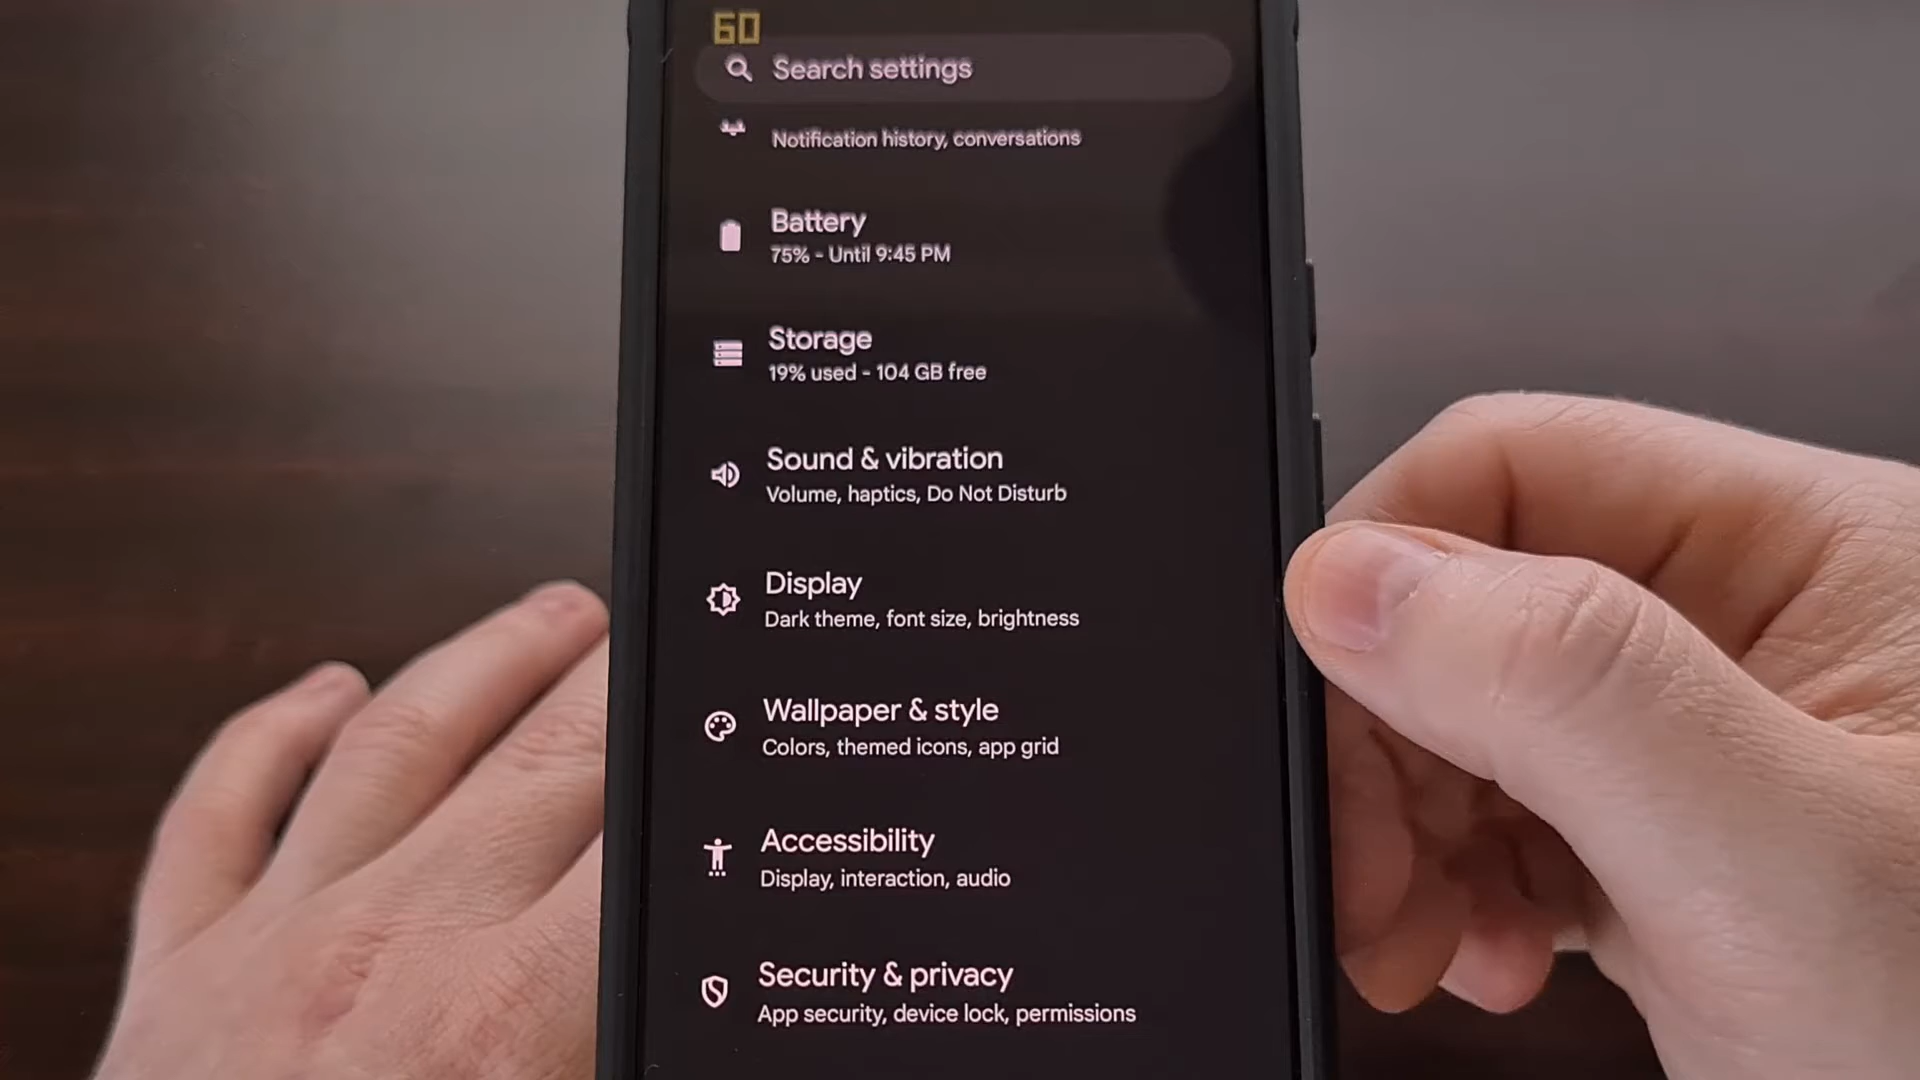 60
Search settings
Notification history, conversations
Battery
75% - Until 9:45 PM
Storage
19% used - 104 GB free
Sound & vibration
Volume, haptics, Do Not Disturb
Display
Dark theme, font size, brightness
Wallpaper & style
Colors, themed icons, app grid
Accessibility
Display, interaction, audio
Security & privacy
App security, device lock, permissions